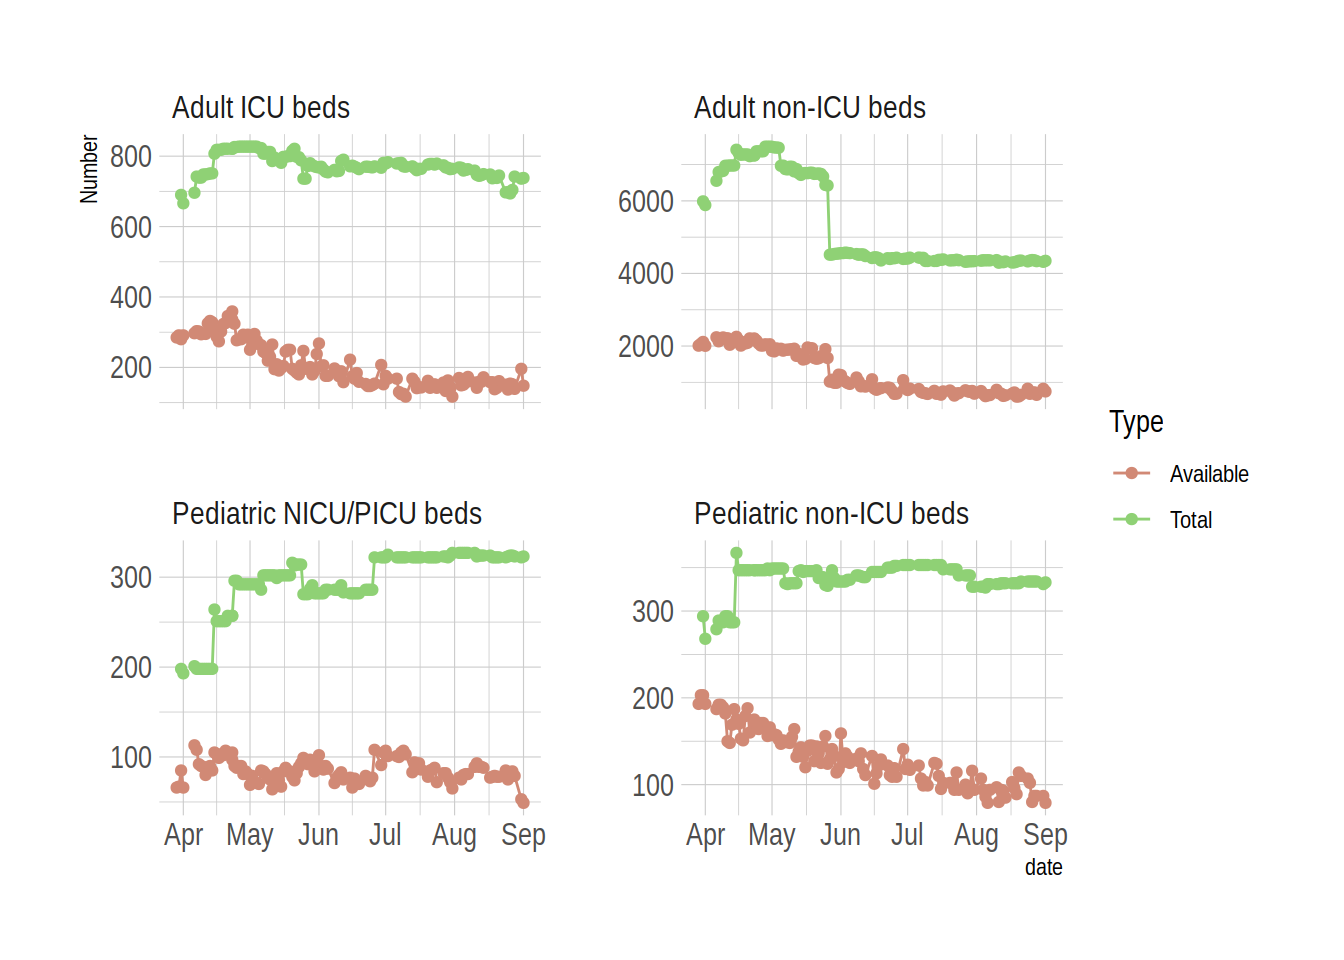 Adult ICU beds
Adult non-ICU beds
Number
800
600
400
200
6000
4000
2000
Pediatric NICU/PICU beds
Pediatric non-ICU beds
300
200
100
300
200
100
Apr May Jun Jul Aug Sep
Apr May Jun Jul Aug Sep
date
Type
Available
Total